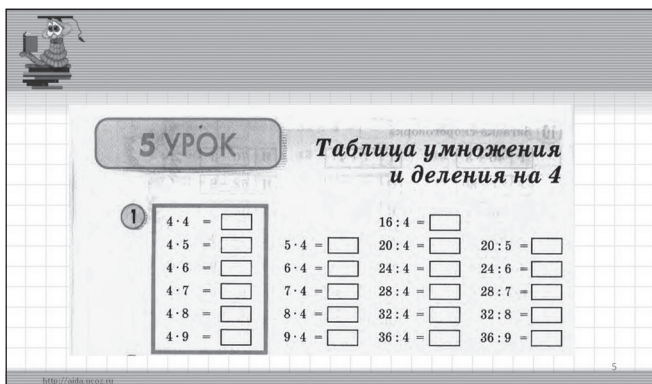 5 УРОК
Таблица умножения
и деления на 4
1
4 · 4 = 16 : 4 =
4 · 5 = 5 · 4 = 20 : 4 = 20 : 5 =
4 · 6 = 6 · 4 = 24 : 4 = 24 : 6 =
4 · 7 = 7 · 4 = 28 : 4 = 28 : 7 =
4 · 8 = 8 · 4 = 32 : 4 = 32 : 8 =
4 · 9 = 9 · 4 = 36 : 4 = 36 : 9 =
5
http://aida.ucoz.ru